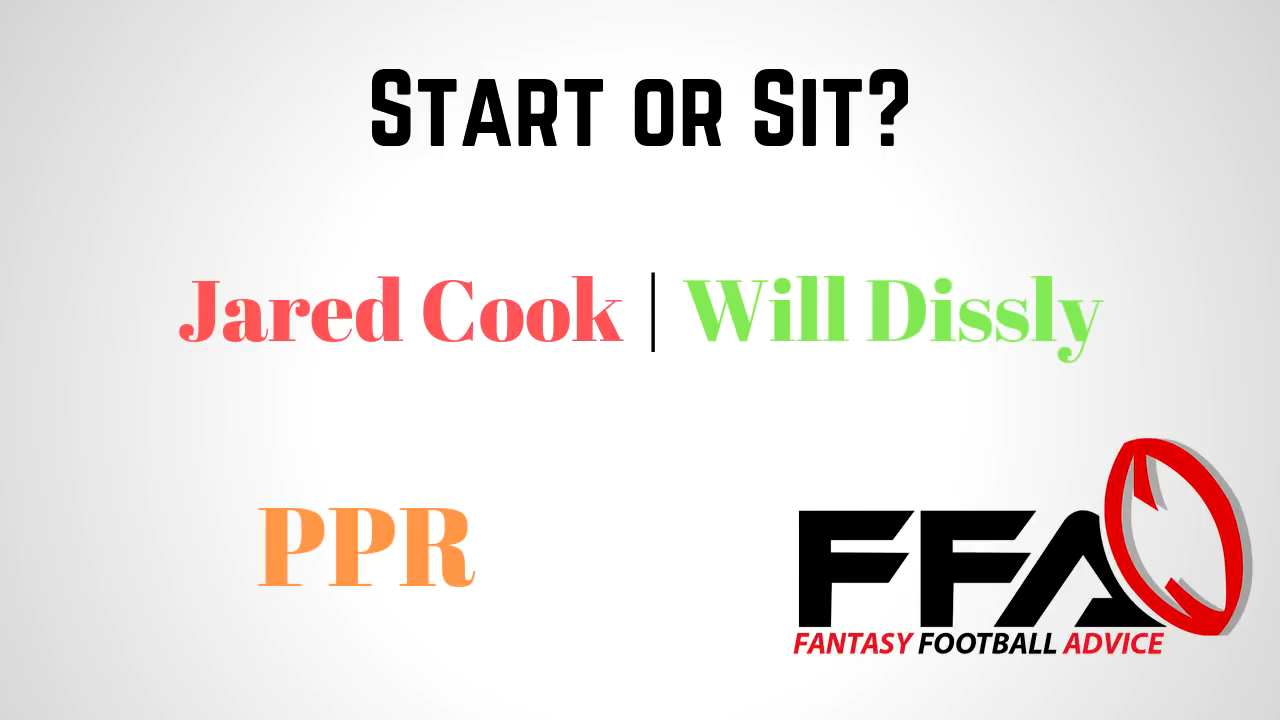 Start or Sit?
Jared Cook | Will Dissly
PPR
FFA
FANTASY FOOTBALL ADVICE